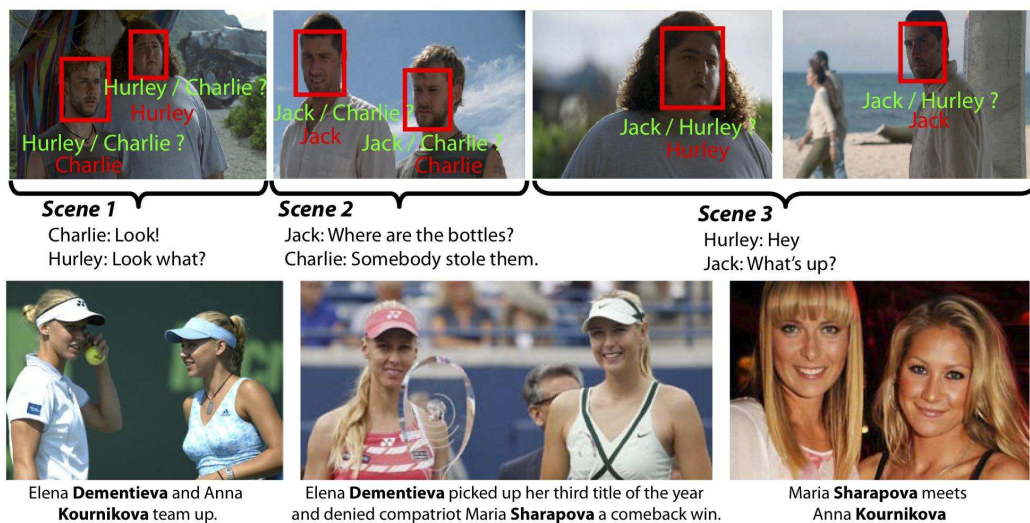 Hurley / Charlie ?
Hurley
Hurley / Charlie ?
Charlie
Jack / Charlie ?
Jack
Jack / Charlie ?
Charlie
Jack / Hurley ?
Hurley
Jack / Hurley ?
Jack
Scene 1
Charlie: Look!
Hurley: Look what?
Scene 2
Jack: Where are the bottles?
Charlie: Somebody stole them.
Scene 3
Hurley: Hey
Jack: What's up?
Elena Dementieva and Anna
Kournikova team up.
Elena Dementieva picked up her third title of the year
and denied compatriot Maria Sharapova a comeback win.
Maria Sharapova meets
Anna Kournikova